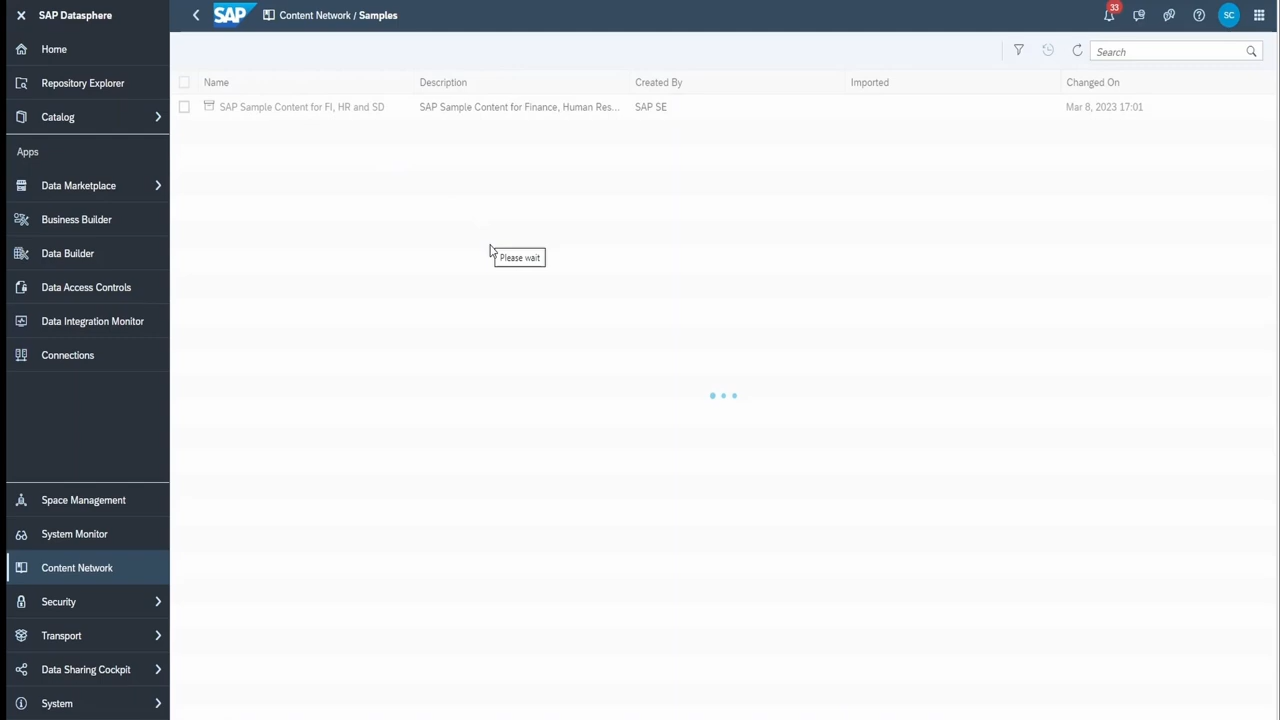 SAP Datasphere
SAP
Content Network / Samples
33
SC
Home
Repository Explorer
Catalog
Apps
Data Marketplace
Business Builder
Data Builder
Data Access Controls
Data Integration Monitor
Connections
Space Management
System Monitor
Content Network
Security
Transport
Data Sharing Cockpit
System
Search
Name Description Created By Imported Changed On
SAP Sample Content for FI, HR and SD SAP Sample Content for Finance, Human Res... SAP SE Mar 8, 2023 17:01
Please wait